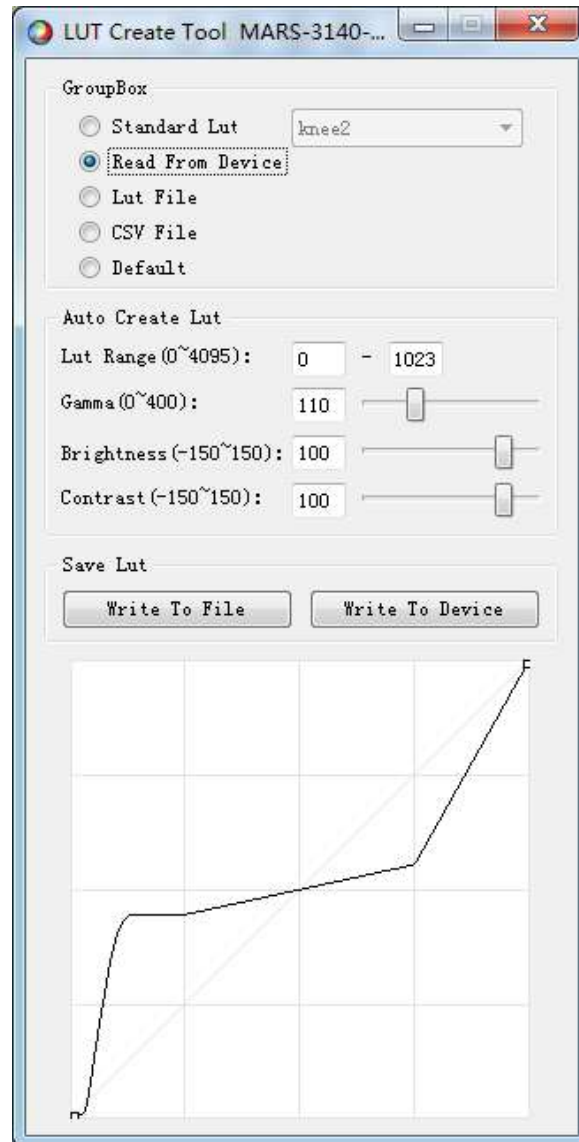 LUT Create Tool MARS-3140-...
GroupBox
Standard Lut knee2
Read From Device
Lut File
CSV File
Default
Auto Create Lut
Lut Range(0~4095): 0 - 1023
Gamma(0~400): 110
Brightness(-150~150): 100
Contrast(-150~150): 100
Save Lut
Write To File Write To Device